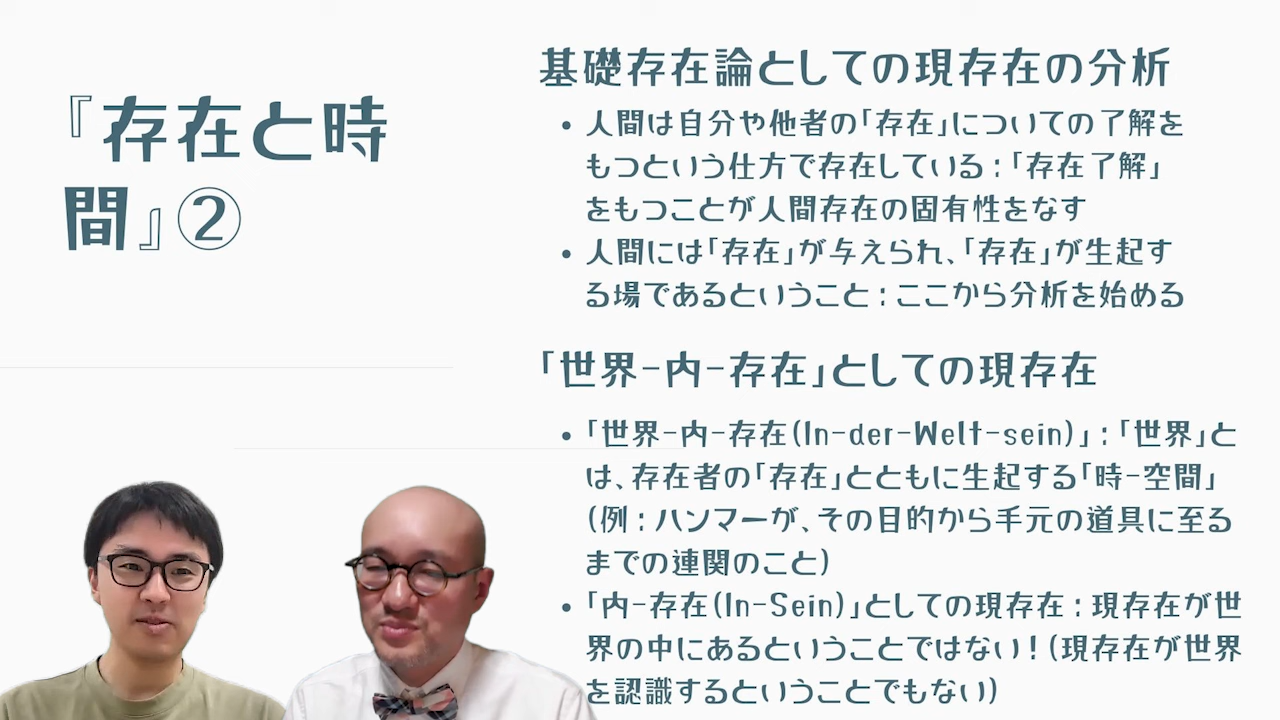 『存在と時
間』②
基礎存在論としての現存在の分析
• 人間は自分や他者の「存在」についての了解を
もつという仕方で存在している:「存在了解」
をもつことが人間存在の固有性をなす
• 人間には「存在」が与えられ、「存在」が生起す
る場であるということ:ここから分析を始める
「世界-内-存在」としての現存在
• 「世界-内-存在(In-der-Welt-sein)」:「世界」と
は、存在者の「存在」とともに生起する「時-空間」
(例:ハンマーが、その目的から手元の道具に至る
までの連関のこと)
• 「内-存在(In-Sein)」としての現存在:現存在が世
界の中にあるということではない!(現存在が世界
を認識するということでもない)